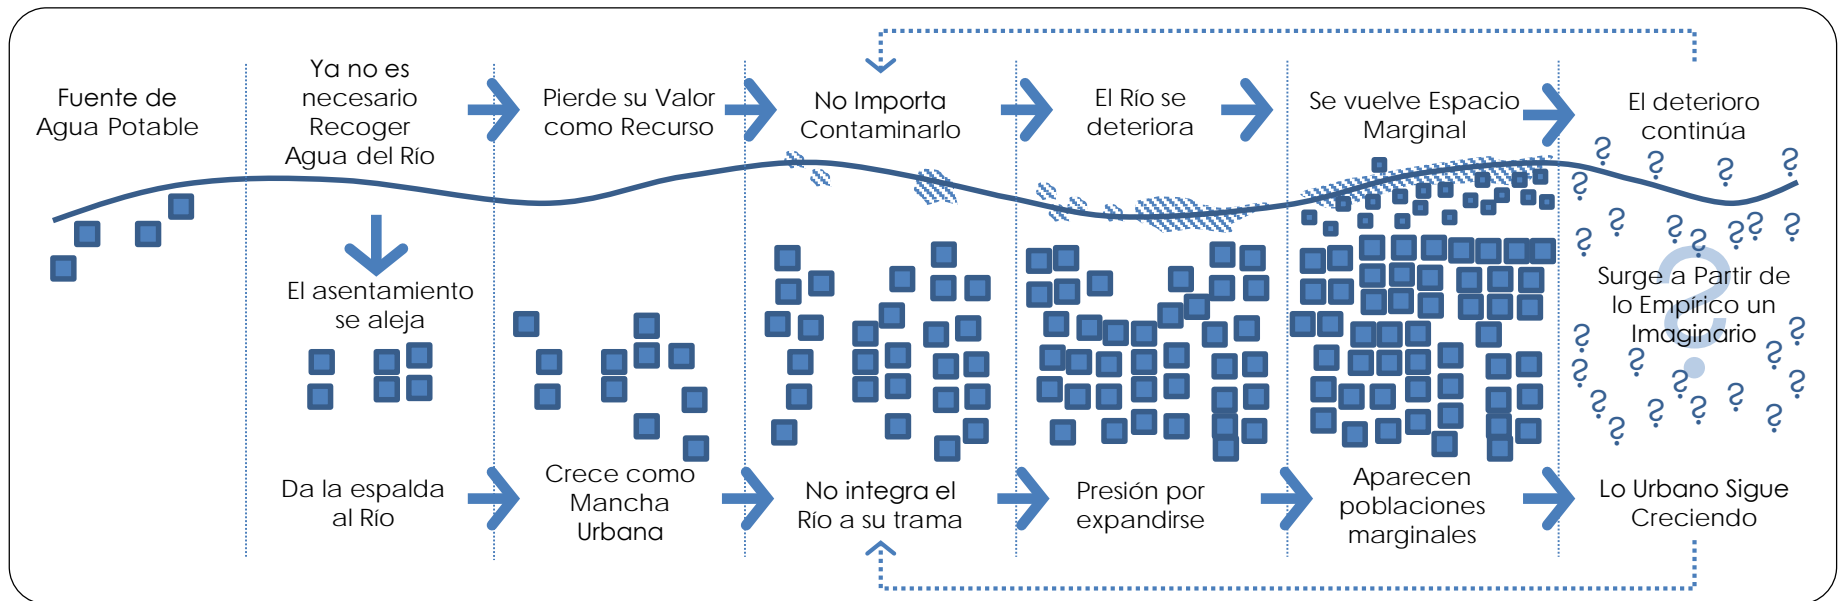 Fuente de
Agua Potable
Ya no es
necesario
Recoger
Agua del Río
El asentamiento
se aleja
Da la espalda
al Río
Pierde su Valor
como Recurso
Crece como
Mancha
Urbana
No Importa
Contaminarlo
No integra el
Río a su trama
El Río se
deteriora
Presión por
expandirse
Se vuelve Espacio
Marginal
Aparecen
poblaciones
marginales
El deterioro
continúa
? ? ? ?
?
? ? ? ? ? ?
?
?
Surge a Partir de
lo Empírico un
Imaginario
? ? ? ?
? ? ?
? ? ? ? ?
?
Lo Urbano Sigue
Creciendo